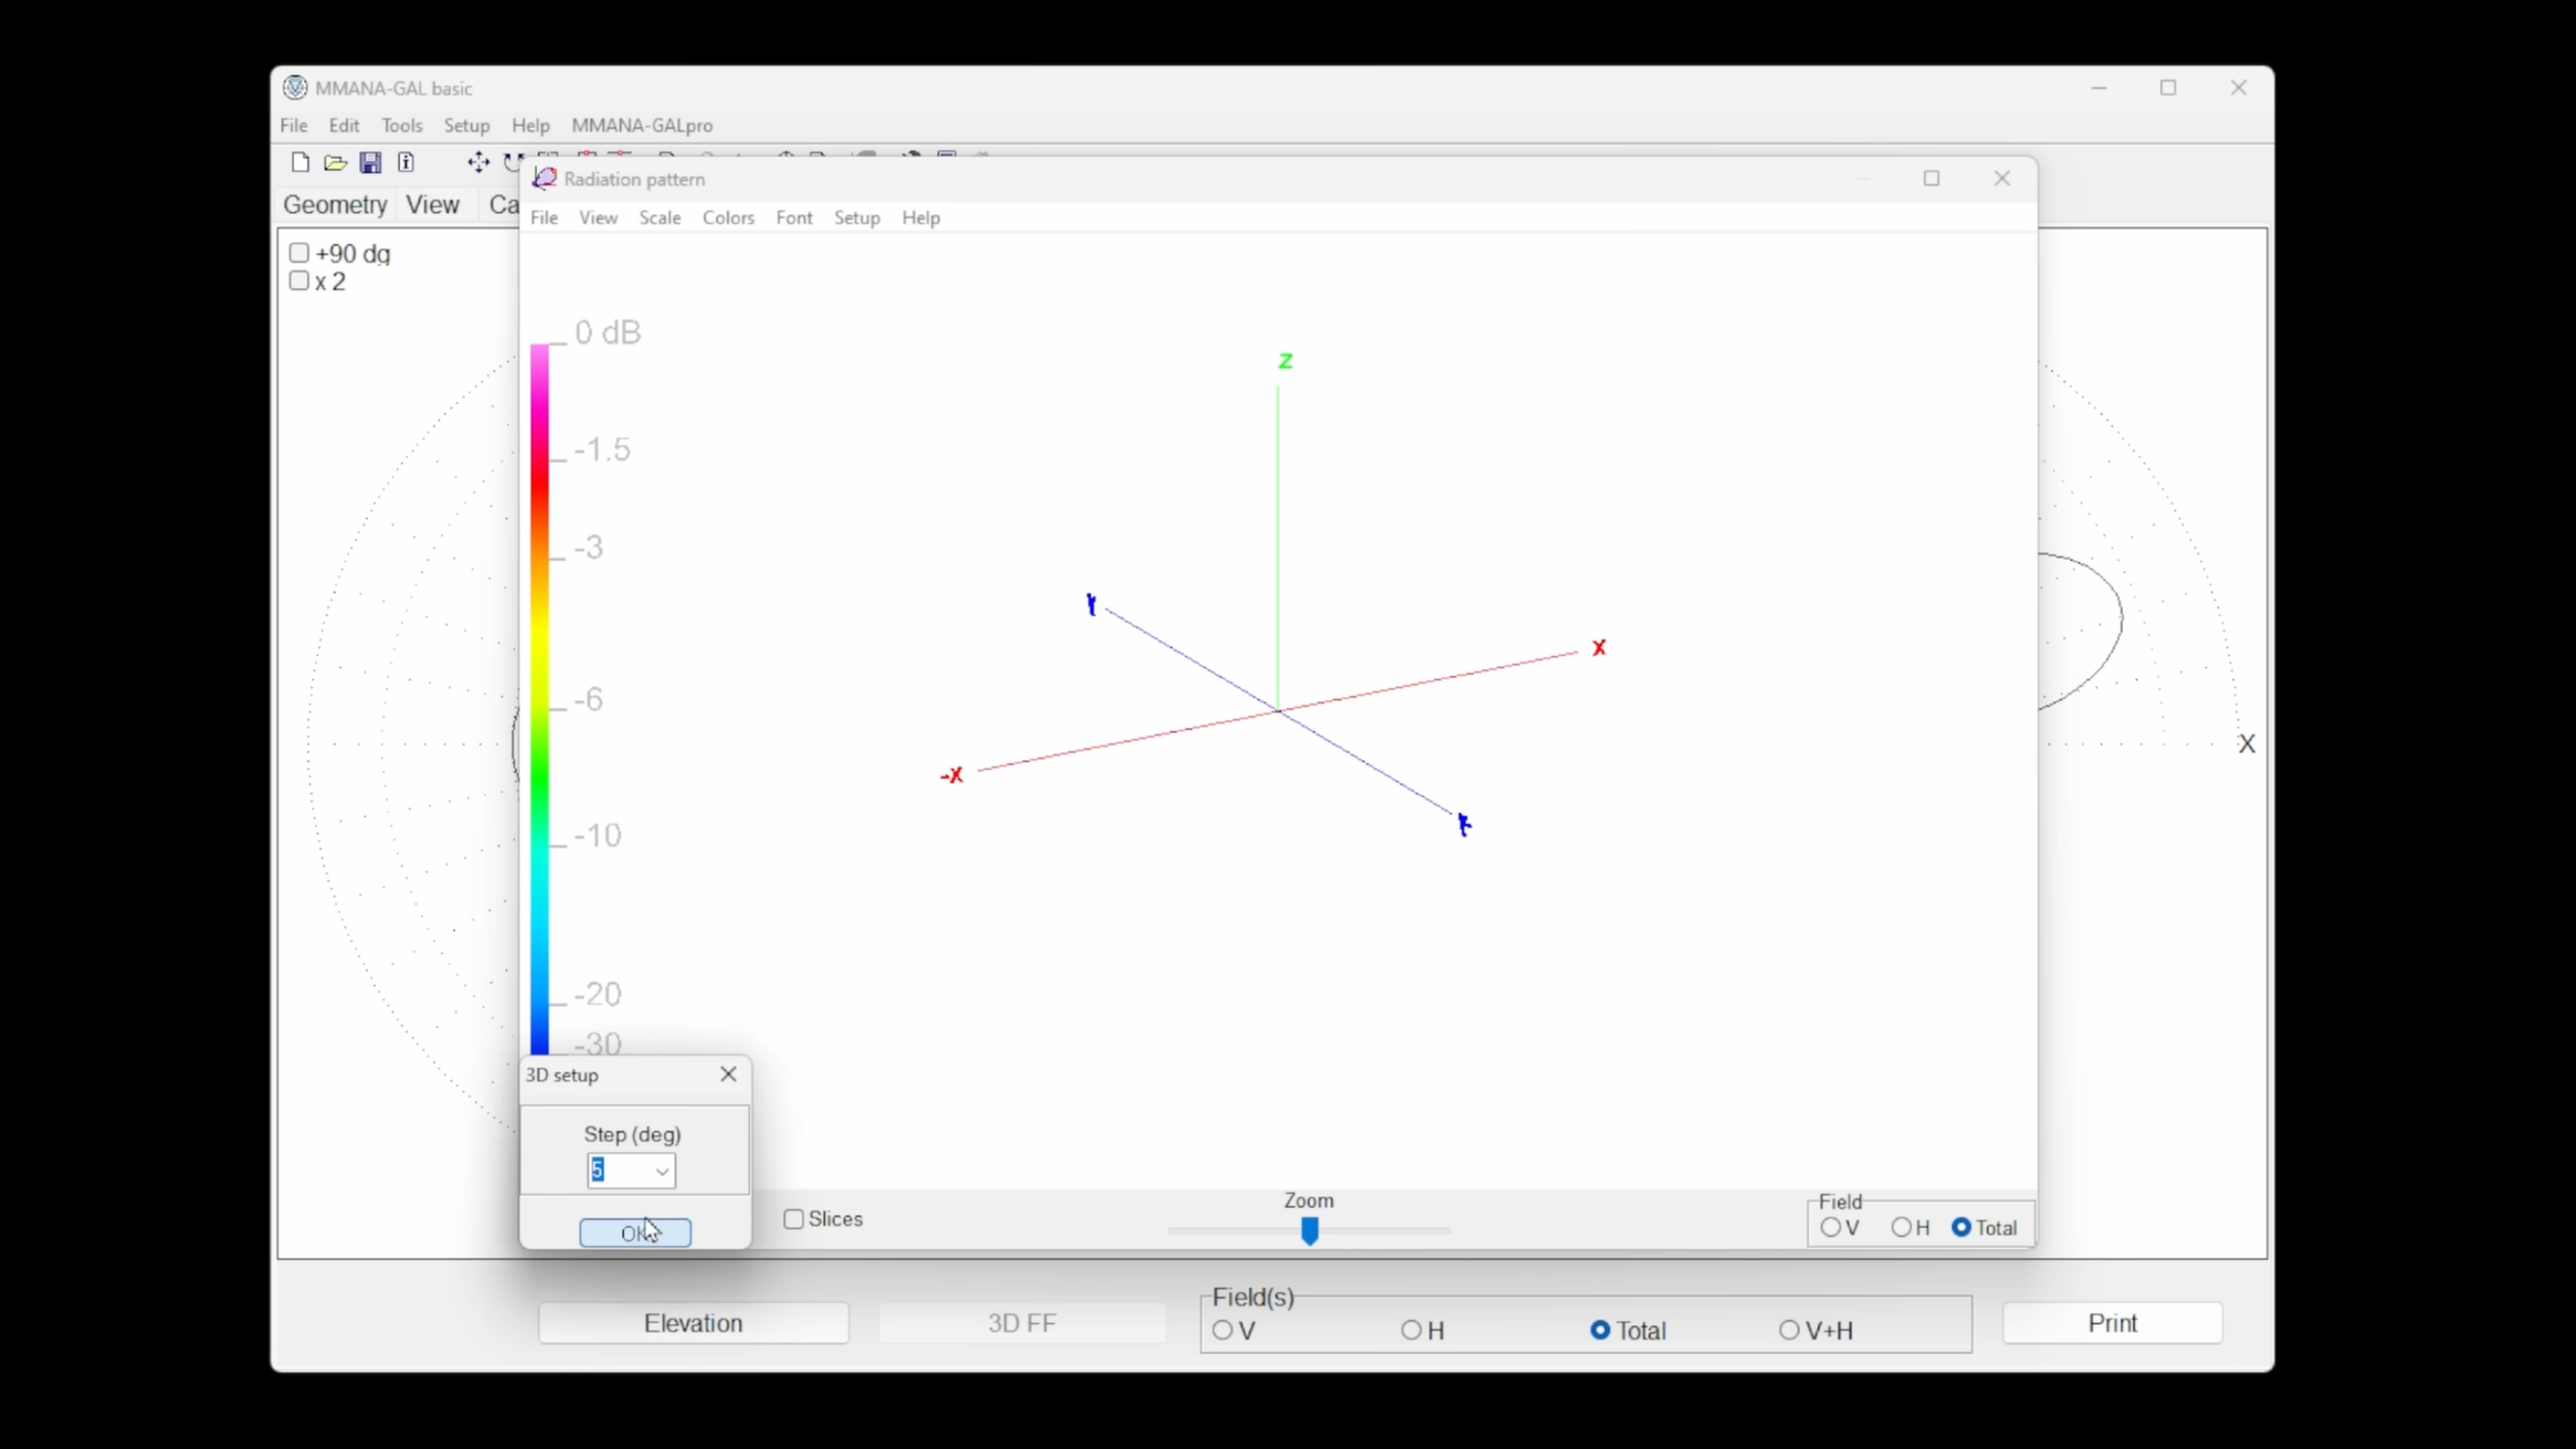 MMANA-GAL basic
File Edit Tools Setup Help MMANA-GALpro
Radiation pattern
Geometry View Ca
File View Scale Colors Font Setup Help
+90 dg
x 2
0 dB
-1.5
-3
-6
-10
-20
-30
Z
X
-X
X
3D setup
Step (deg)
5
OK
Slices
Zoom
Field
V H Total
Elevation
3D FF
Field(s)
V H Total V+H
Print